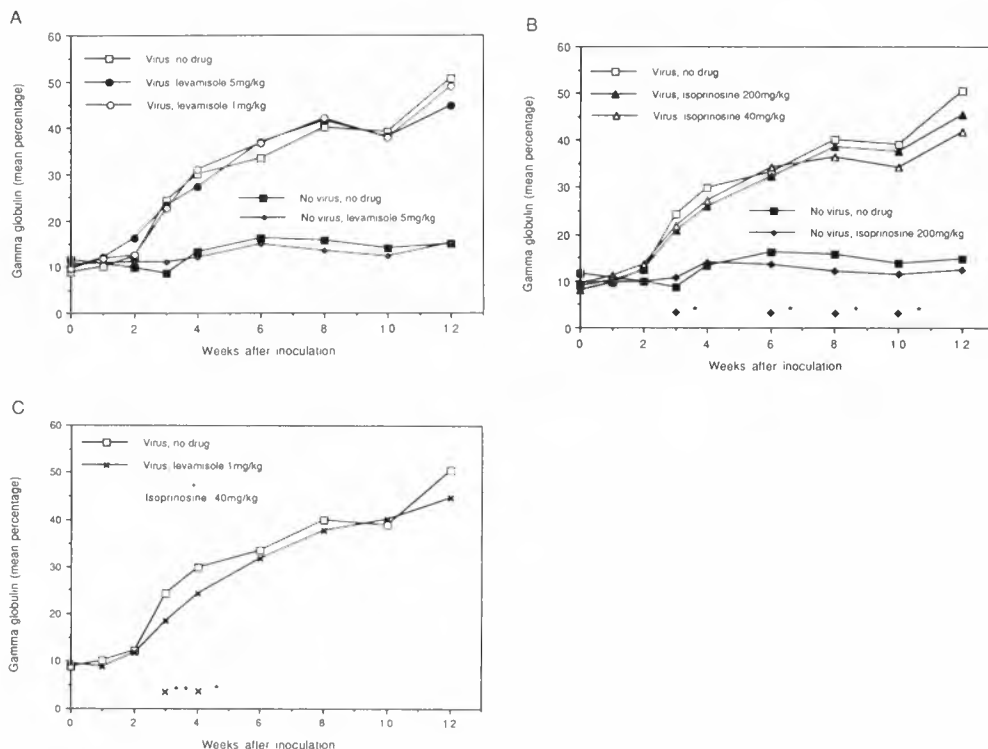 A
60
50
40
30
20
10
0
Gamma globulin (mean percentage)
Virus no drug
Virus levamisole 5mg/kg
Virus, levamisole 1mg/kg
No virus, no drug
No virus, levamisole 5mg/kg
0 2 4 6 8 10 12
Weeks after inoculation
B
60
50
40
30
20
10
0
Gamma globulin (mean percentage)
Virus, no drug
Virus, isoprinosine 200mg/kg
Virus isoprinosine 40mg/kg
No virus, no drug
No virus, isoprinosine 200mg/kg
* * * *
0 2 4 6 8 10 12
Weeks after inoculation
C
60
50
40
30
20
10
0
Gamma globulin (mean percentage)
Virus, no drug
Virus, levamisole 1mg/kg
+
Isoprinosine 40mg/kg
** *
0 2 4 6 8 10 12
Weeks after inoculation